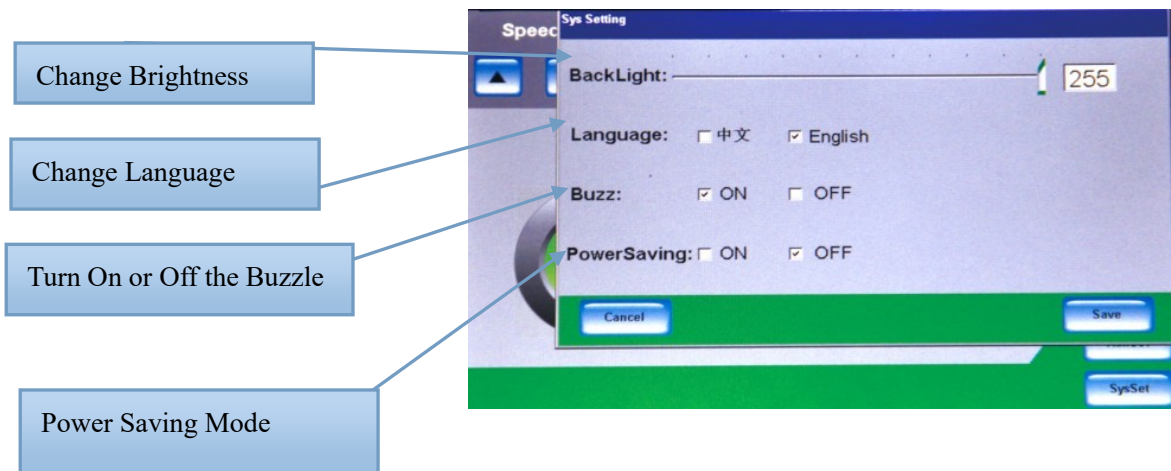 Change Brightness
Change Language
Turn On or Off the Buzzle
Power Saving Mode
Speed
Sys Setting
BackLight: 255
Language: 中文 English
Buzz: ON OFF
PowerSaving: ON OFF
Cancel Save
SysSet